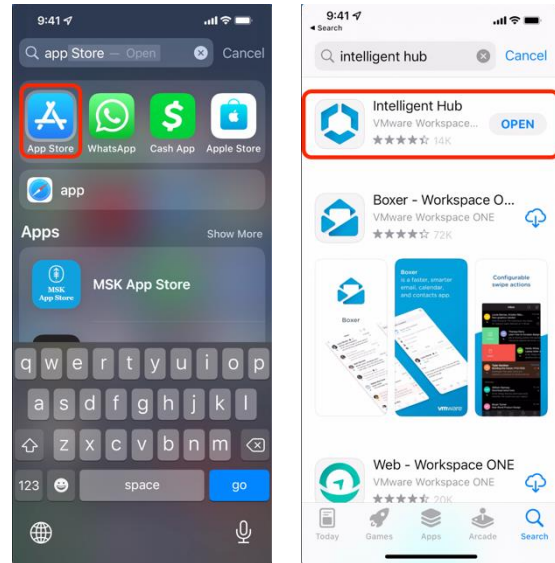 9:41
app Store — Open
Cancel
App Store
WhatsApp
Cash App
Apple Store
app
Apps
Show More
MSK
App Store
MSK App Store
q w e r t y u i o p
a s d f g h j k l
z x c v b n m
123
space
go
9:41
Search
intelligent hub
Cancel
Intelligent Hub
VMware Workspace...
OPEN
14K
Boxer - Workspace O...
VMware Workspace ONE
72K
Boxer
Boxer
is a faster, smarter
email, calendar,
and contacts app
vmware
Configurable
swipe actions
Web - Workspace ONE
VMware Workspace ONE
20K
Today
Games
Apps
Arcade
Search